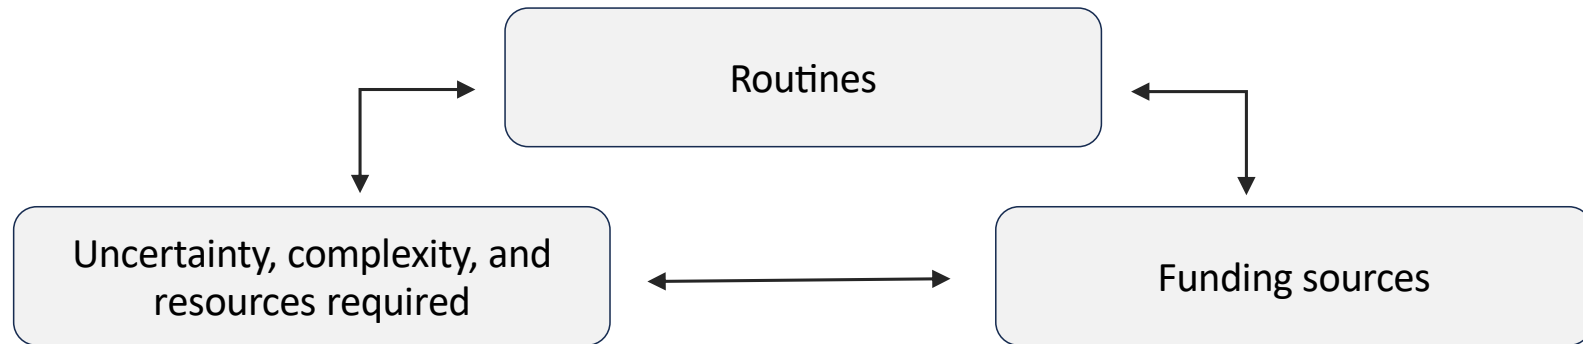 Routines
Uncertainty, complexity, and
resources required
Funding sources